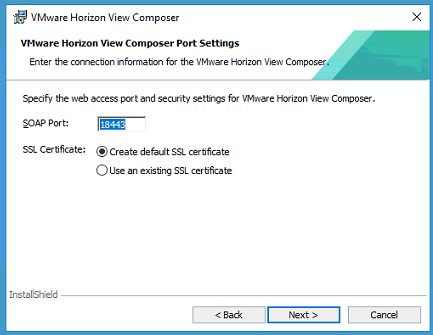 VMware Horizon View Composer
VMware Horizon View Composer Port Settings
Enter the connection information for the VMware Horizon View Composer.
Specify the web access port and security settings for VMware Horizon View Composer.
SOAP Port: 18443
SSL Certificate: Create default SSL certificate
Use an existing SSL certificate
InstallShield
< Back Next > Cancel